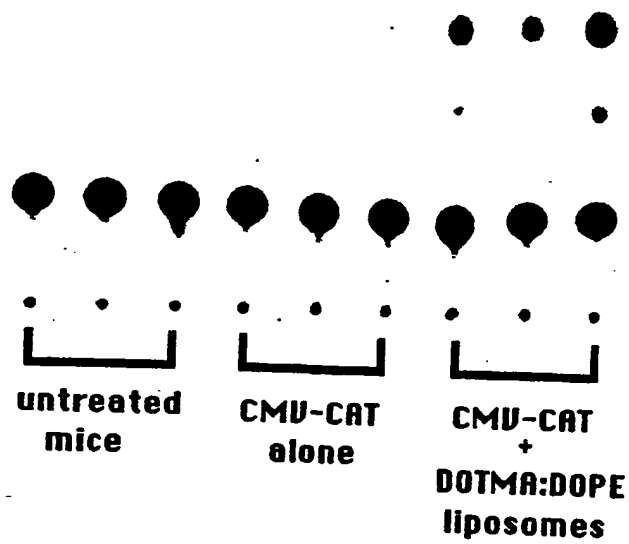 untreated
mice
CMV-CAT
alone
CMV-CAT
+
DOTMA:DOPE
liposomes